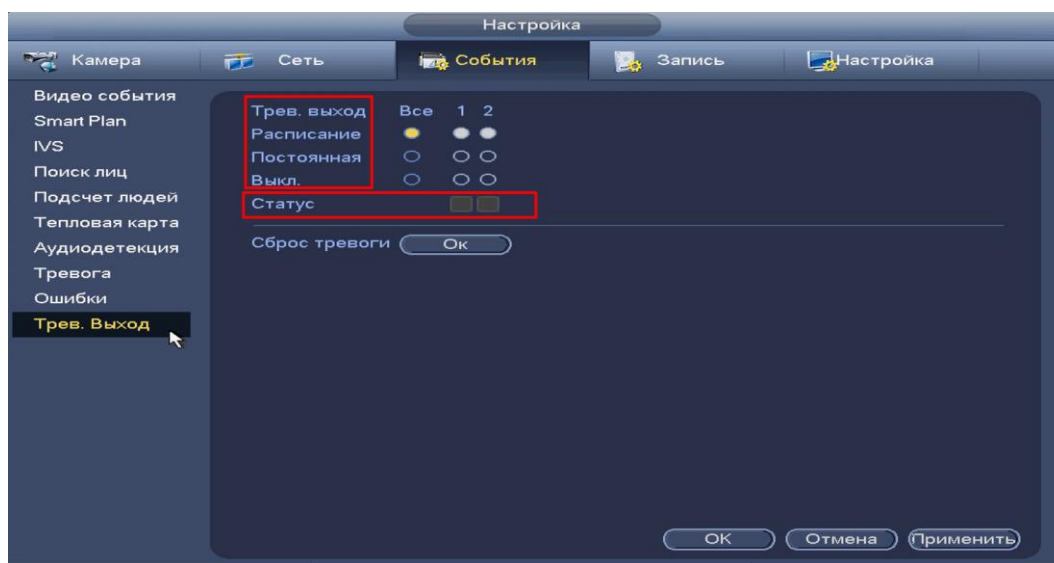 Настройка
Камера Сеть События Запись Настройка
Видео события
Smart Plan
IVS
Поиск лиц
Подсчет людей
Тепловая карта
Аудиодетекция
Тревога
Ошибки
Трев. Выход
Трев. выход Все 1 2
Расписание
Постоянная
Выкл.
Статус
Сброс тревоги Ок
OK Отмена Применить